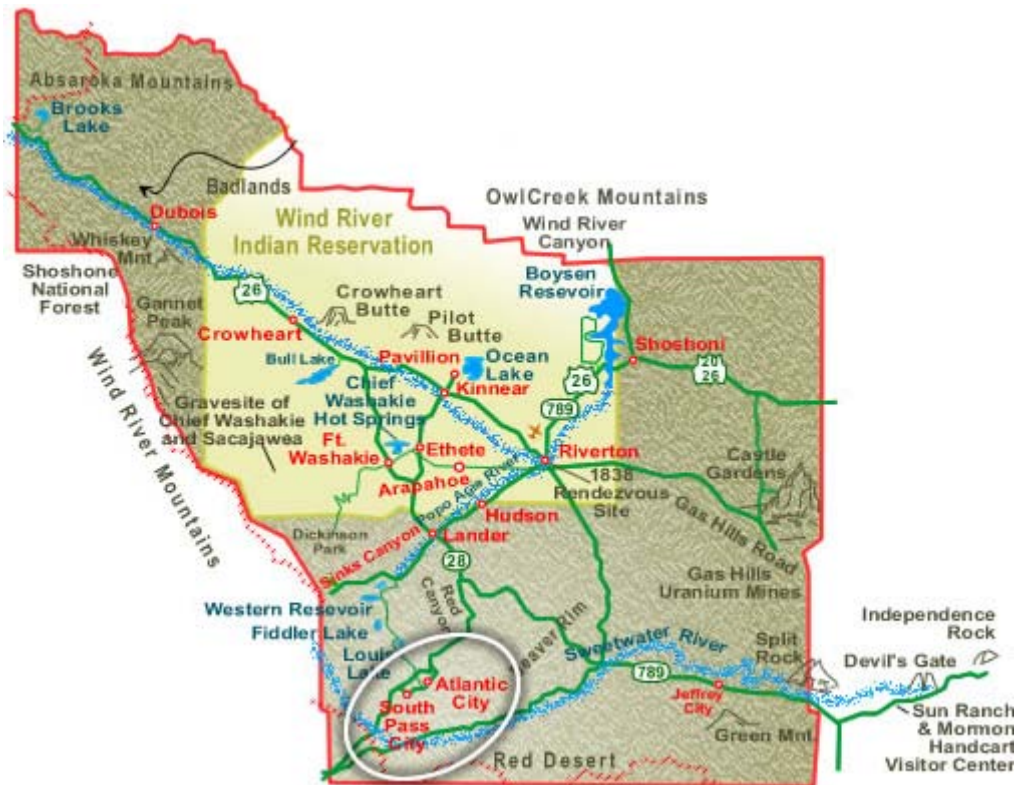 Absaroka Mountains
Brooks
Lake
Badlands
OwlCreek Mountains
Dubois
Wind River
Indian Reservation
Wind River
Canyon
Whiskey
Mnt
Boysen
Resevoir
Shoshone
National
Forest
26
Crowheart
Butte
Gannet
Peak
Pilot
Butte
Crowheart
Shoshoni
Bull Lake
Pavillion
Ocean
Lake
20
26
26
Chief
Washakie
Hot Springs
Kinnear
789
Wind River Mountains
Gravesite of
Chief Washakie
and Sacajawea
Ft.
Washakie
Ethete
Riverton
Castle
Gardens
Arapahoe
Popo Agie River
1838
Rendezvous
Site
Hudson
Gas Hills Road
Dickinson
Park
Sinks Canyon
Lander
28
Red
Canyon
Gas Hills
Uranium Mines
Western Resevoir
Fiddler Lake
Beaver Rim
Sweetwater River
Independence
Rock
Louis
Lake
Split
Rock
Devil's Gate
Atlantic
City
789
South
Pass
City
Jeffrey
City
Green Mnt
Sun Ranch
& Mormon
Handcart
Visitor Center
Red Desert